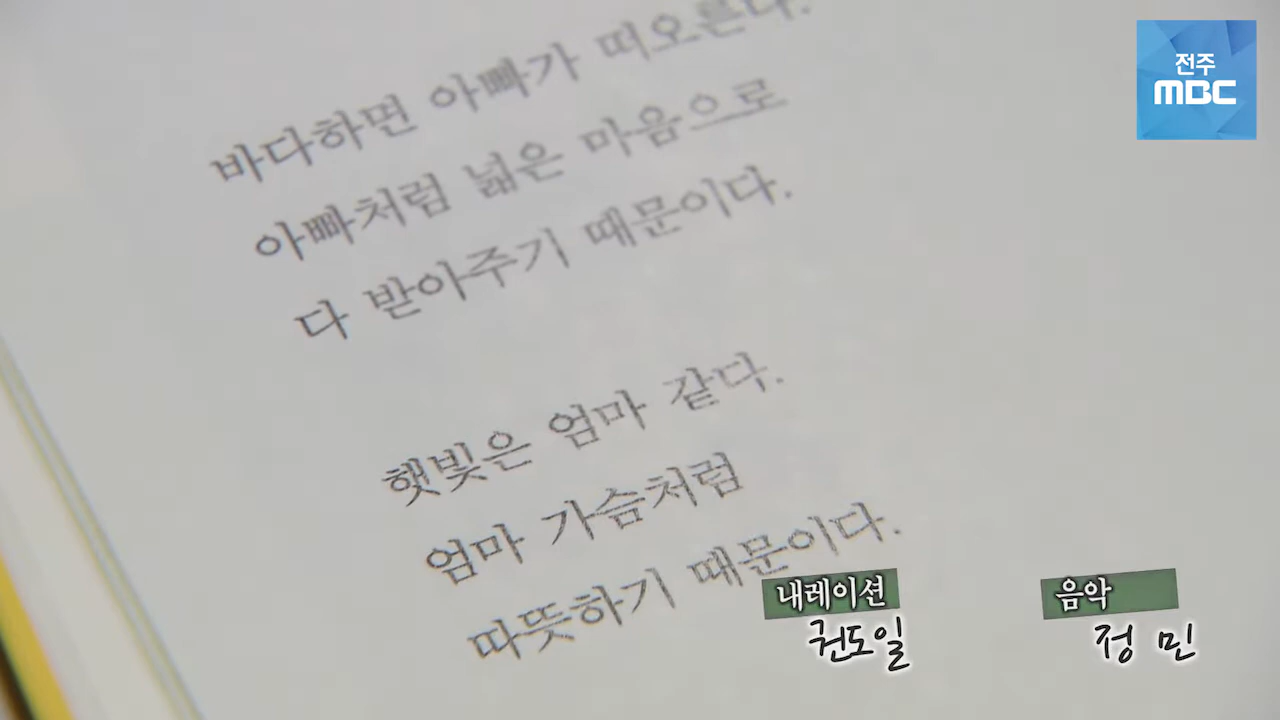 바다하면 아빠가 떠오른다.
아빠처럼 넓은 마음으로
다 받아주기 때문이다.
햇빛은 엄마 같다.
엄마 가슴처럼
따뜻하기 때문이다.
전주
MBC
내레이션
권도일
음악
정 민